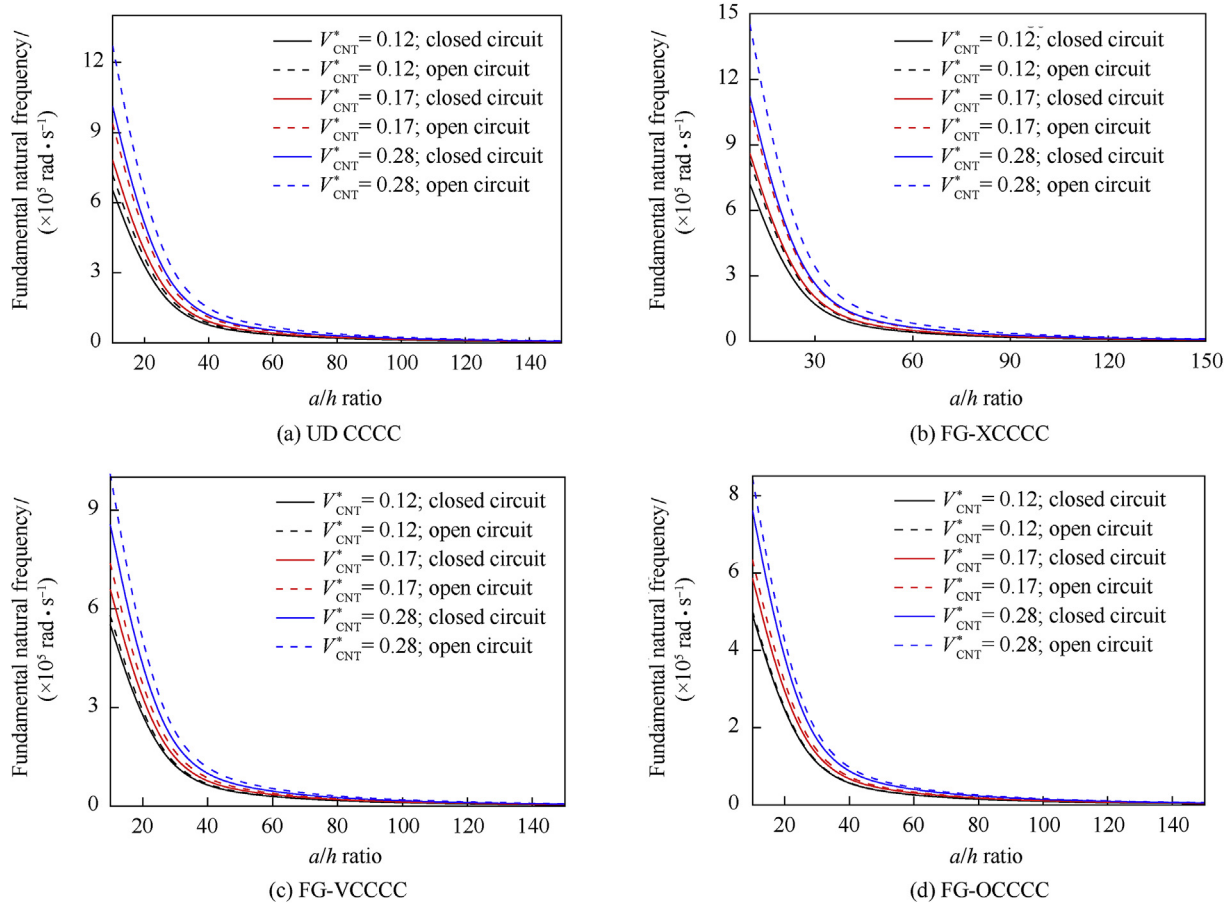 Fundamental natural frequency/
(×10⁵ rad • s⁻¹)
12
9
6
3
0
V*CNT = 0.12; closed circuit
V*CNT = 0.12; open circuit
V*CNT = 0.17; closed circuit
V*CNT = 0.17; open circuit
V*CNT = 0.28; closed circuit
V*CNT = 0.28; open circuit
20 40 60 80 100 120 140
a/h ratio
(a) UD CCCC
Fundamental natural frequency/
(×10⁵ rad • s⁻¹)
15
12
9
6
3
0
V*CNT = 0.12; closed circuit
V*CNT = 0.12; open circuit
V*CNT = 0.17; closed circuit
V*CNT = 0.17; open circuit
V*CNT = 0.28; closed circuit
V*CNT = 0.28; open circuit
30 60 90 120 150
a/h ratio
(b) FG-XCCCC
Fundamental natural frequency/
(×10⁵ rad • s⁻¹)
9
6
3
0
V*CNT = 0.12; closed circuit
V*CNT = 0.12; open circuit
V*CNT = 0.17; closed circuit
V*CNT = 0.17; open circuit
V*CNT = 0.28; closed circuit
V*CNT = 0.28; open circuit
20 40 60 80 100 120 140
a/h ratio
(c) FG-VCCCC
Fundamental natural frequency/
(×10⁵ rad • s⁻¹)
8
6
4
2
0
V*CNT = 0.12; closed circuit
V*CNT = 0.12; open circuit
V*CNT = 0.17; closed circuit
V*CNT = 0.17; open circuit
V*CNT = 0.28; closed circuit
V*CNT = 0.28; open circuit
20 40 60 80 100 120 140
a/h ratio
(d) FG-OCCCC